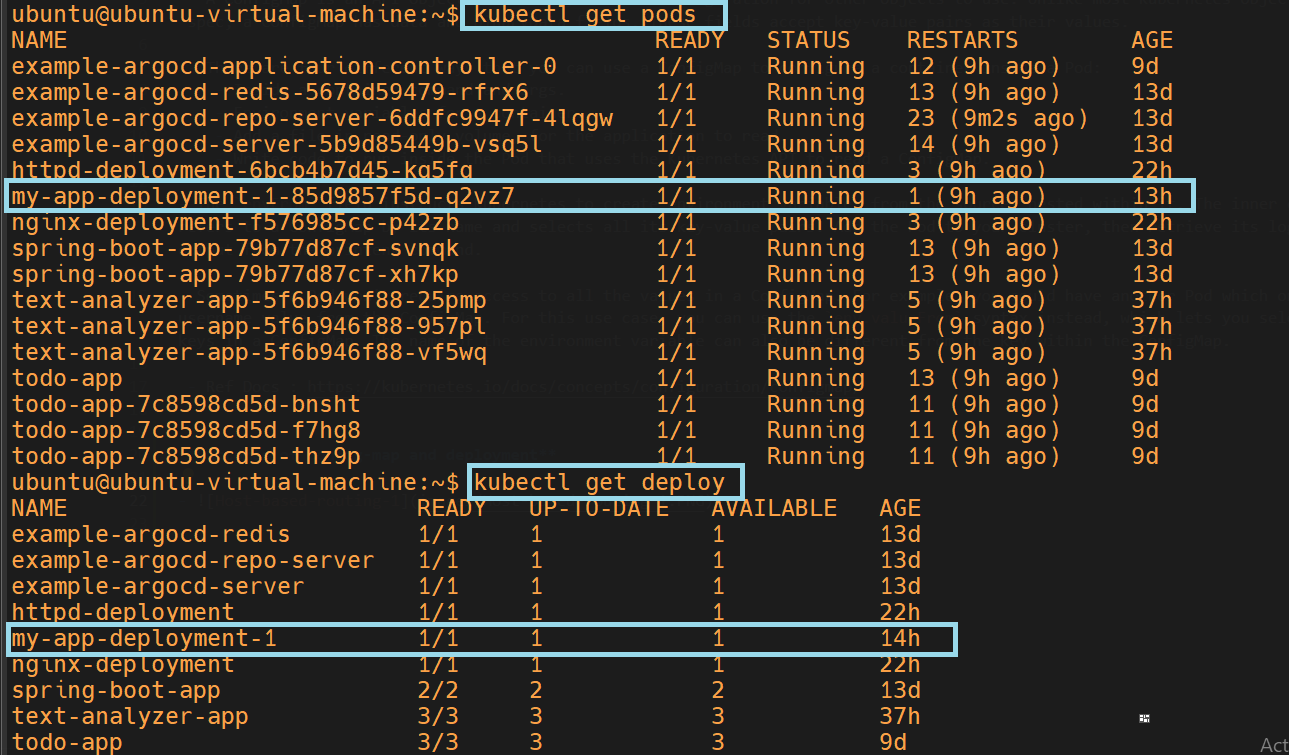 ubuntu@ubuntu-virtual-machine:~$ kubectl get pods
NAME READY STATUS RESTARTS AGE
example-argocd-application-controller-0 1/1 Running 12 (9h ago) 9d
example-argocd-redis-5678d59479-rfrx6 1/1 Running 13 (9h ago) 13d
example-argocd-repo-server-6ddfc9947f-4lqgw 1/1 Running 23 (9m2s ago) 13d
example-argocd-server-5b9d85449b-vsq5l 1/1 Running 14 (9h ago) 13d
httpd-deployment-6bcb4b7d45-kg5fg 1/1 Running 3 (9h ago) 22h
my-app-deployment-1-85d9857f5d-q2vz7 1/1 Running 1 (9h ago) 13h
nginx-deployment-f576985cc-p42zb 1/1 Running 3 (9h ago) 22h
spring-boot-app-79b77d87cf-svnqk 1/1 Running 13 (9h ago) 13d
spring-boot-app-79b77d87cf-xh7kp 1/1 Running 13 (9h ago) 13d
text-analyzer-app-5f6b946f88-25pmp 1/1 Running 5 (9h ago) 37h
text-analyzer-app-5f6b946f88-957pl 1/1 Running 5 (9h ago) 37h
text-analyzer-app-5f6b946f88-vf5wq 1/1 Running 5 (9h ago) 37h
todo-app 1/1 Running 13 (9h ago) 9d
todo-app-7c8598cd5d-bnsht 1/1 Running 11 (9h ago) 9d
todo-app-7c8598cd5d-f7hg8 1/1 Running 11 (9h ago) 9d
todo-app-7c8598cd5d-thz9p 1/1 Running 11 (9h ago) 9d
ubuntu@ubuntu-virtual-machine:~$ kubectl get deploy
NAME READY UP-TO-DATE AVAILABLE AGE
example-argocd-redis 1/1 1 1 13d
example-argocd-repo-server 1/1 1 1 13d
example-argocd-server 1/1 1 1 13d
httpd-deployment 1/1 1 1 22h
my-app-deployment-1 1/1 1 1 14h
nginx-deployment 1/1 1 1 22h
spring-boot-app 2/2 2 2 13d
text-analyzer-app 3/3 3 3 37h
todo-app 3/3 3 3 9d
Act